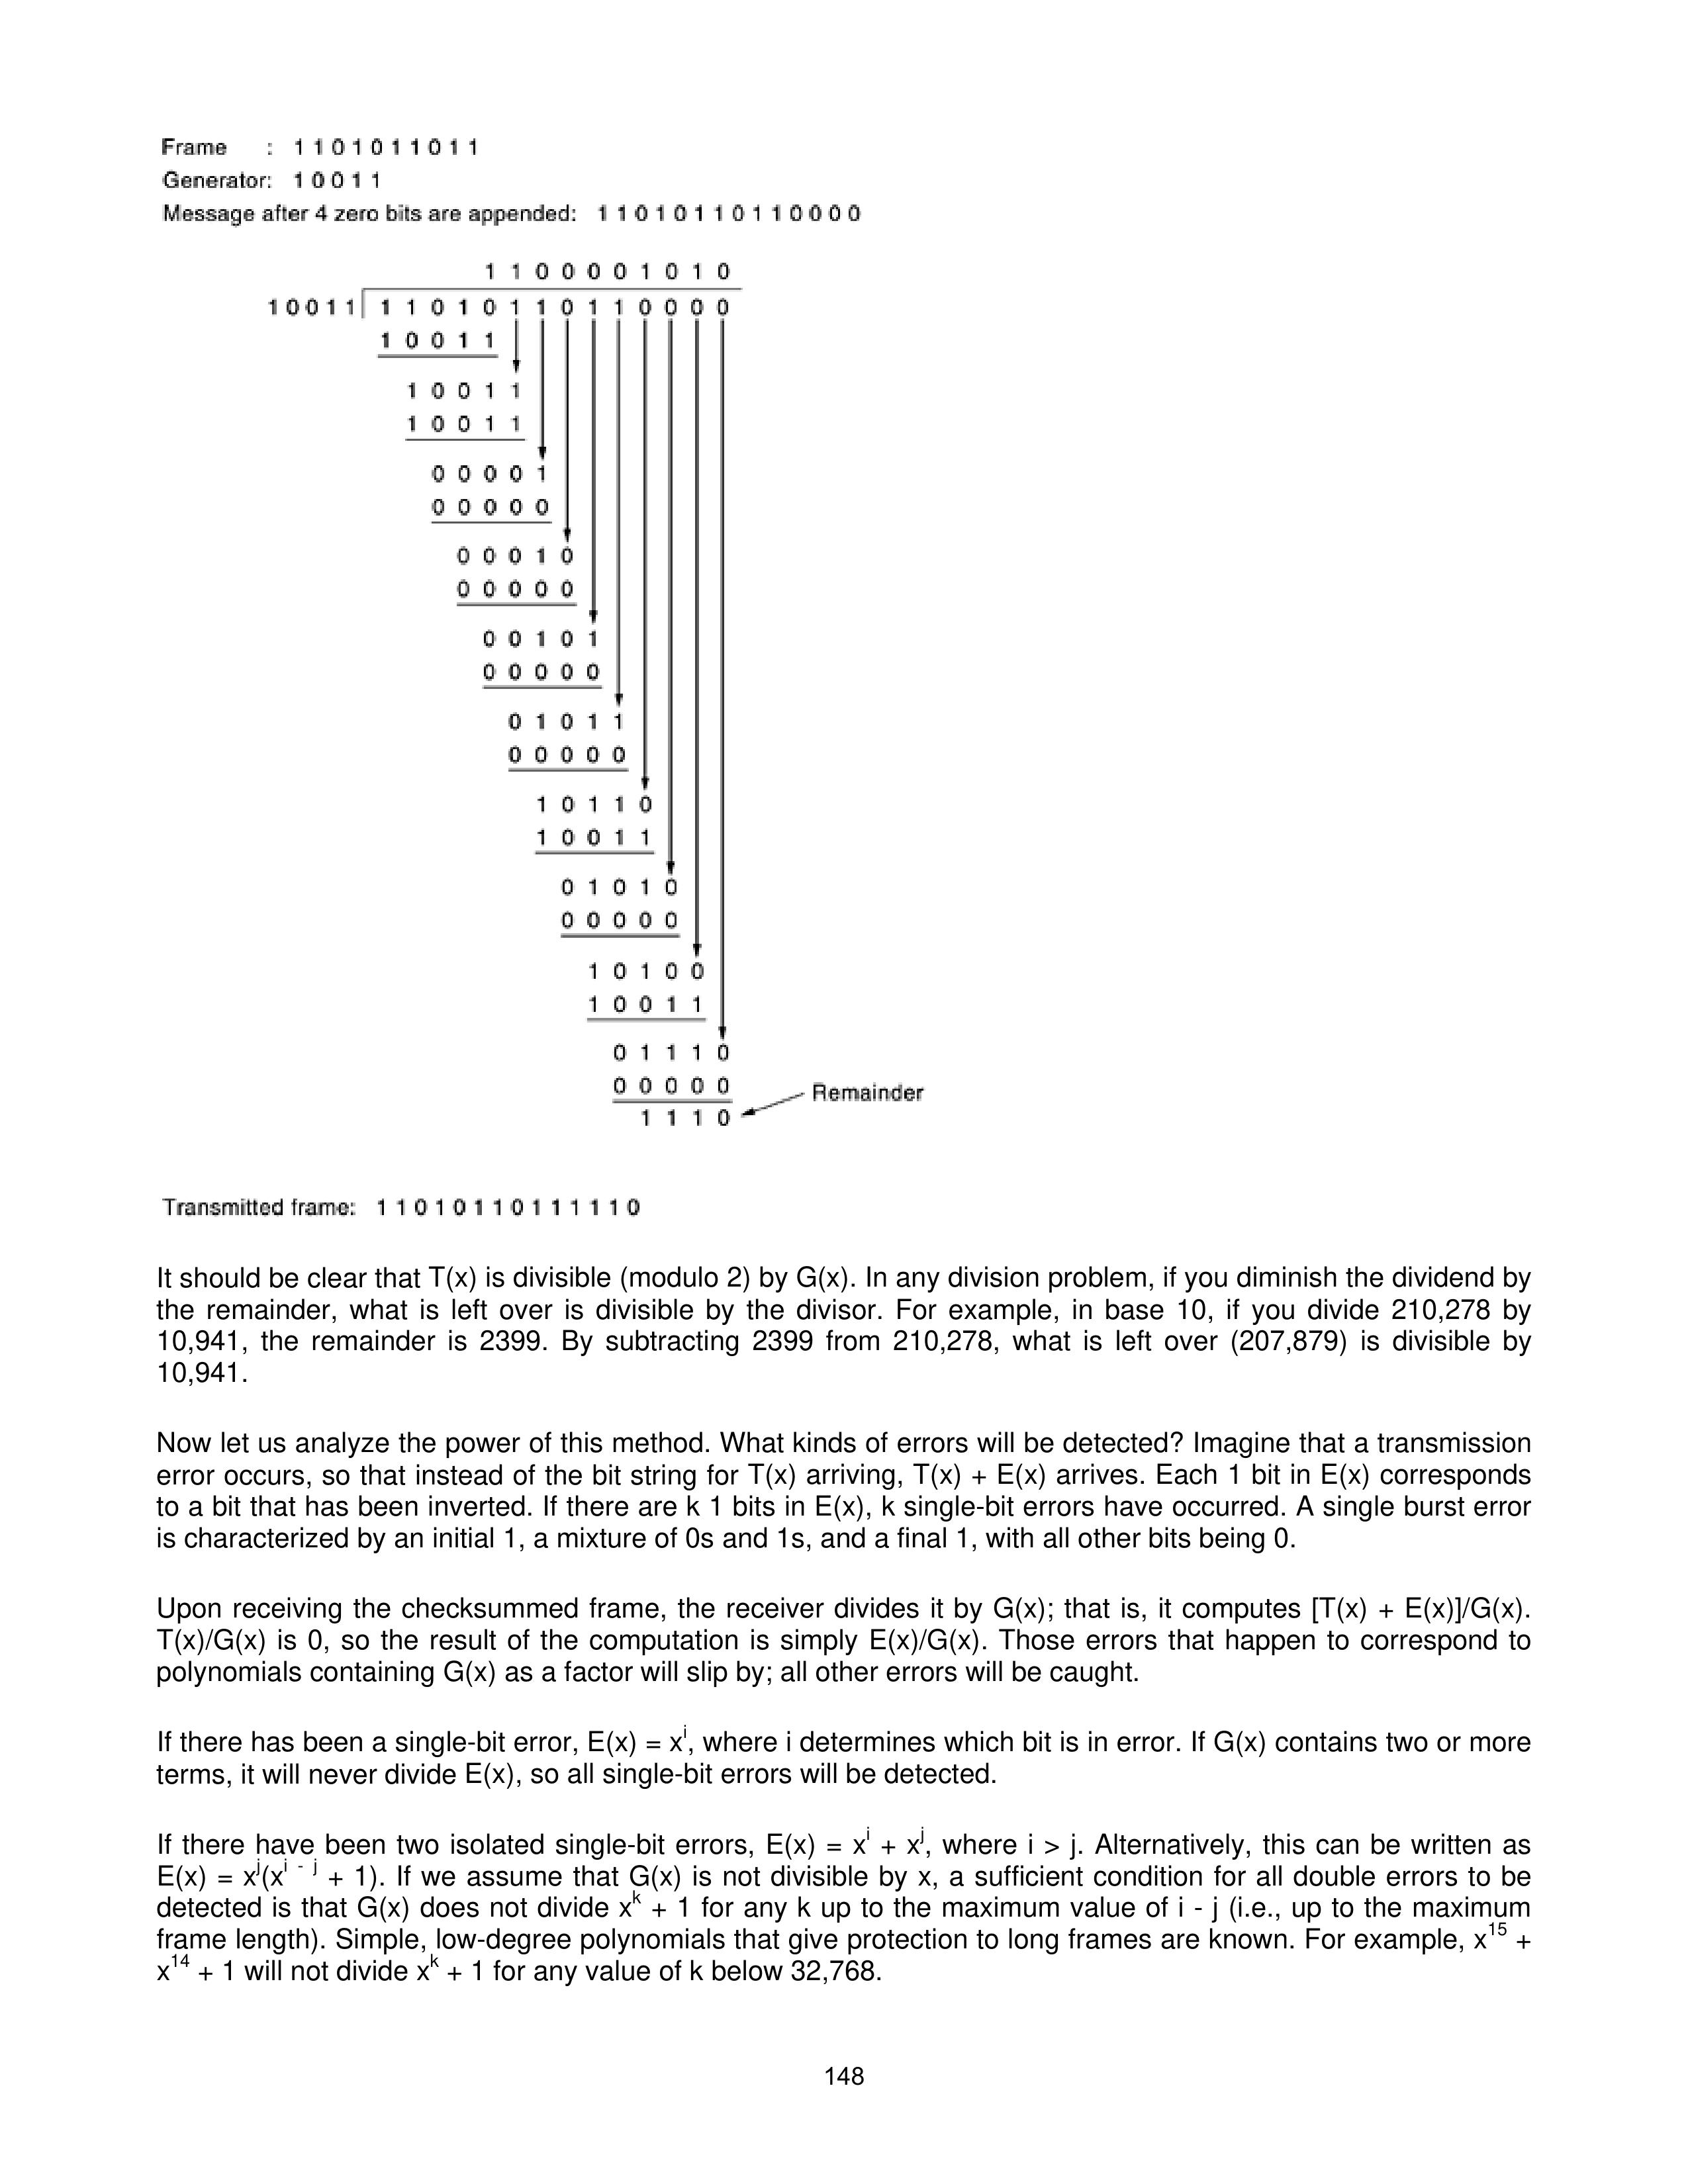 Frame : 1 1 0 1 0 1 1 0 1 1
Generator: 1 0 0 1 1
Message after 4 zero bits are appended: 1 1 0 1 0 1 1 0 1 1 0 0 0 0
1 1 0 0 0 0 1 0 1 0
1 0 0 1 1 1 1 0 1 0 1 1 0 1 1 0 0 0 0
1 0 0 1 1
1 0 0 1 1
1 0 0 1 1
0 0 0 0 1
0 0 0 0 0
0 0 0 1 0
0 0 0 0 0
0 0 1 0 1
0 0 0 0 0
0 1 0 1 1
0 0 0 0 0
1 0 1 1 0
1 0 0 1 1
0 1 0 1 0
0 0 0 0 0
1 0 1 0 0
1 0 0 1 1
0 1 1 1 0
0 0 0 0 0
Remainder
1 1 1 0
Transmitted frame: 1 1 0 1 0 1 1 0 1 1 1 1 1 0
It should be clear that T(x) is divisible (modulo 2) by G(x). In any division problem, if you diminish the dividend by
the remainder, what is left over is divisible by the divisor. For example, in base 10, if you divide 210,278 by
10,941, the remainder is 2399. By subtracting 2399 from 210,278, what is left over (207,879) is divisible by
10,941.
Now let us analyze the power of this method. What kinds of errors will be detected? Imagine that a transmission
error occurs, so that instead of the bit string for T(x) arriving, T(x) + E(x) arrives. Each 1 bit in E(x) corresponds
to a bit that has been inverted. If there are k 1 bits in E(x), k single-bit errors have occurred. A single burst error
is characterized by an initial 1, a mixture of 0s and 1s, and a final 1, with all other bits being 0.
Upon receiving the checksummed frame, the receiver divides it by G(x); that is, it computes [T(x) + E(x)]/G(x).
T(x)/G(x) is 0, so the result of the computation is simply E(x)/G(x). Those errors that happen to correspond to
polynomials containing G(x) as a factor will slip by; all other errors will be caught.
If there has been a single-bit error, E(x) = x^i, where i determines which bit is in error. If G(x) contains two or more
terms, it will never divide E(x), so all single-bit errors will be detected.
If there have been two isolated single-bit errors, E(x) = x^i + x^j, where i > j. Alternatively, this can be written as
E(x) = x^j(x^i - j + 1). If we assume that G(x) is not divisible by x, a sufficient condition for all double errors to be
detected is that G(x) does not divide x^k + 1 for any k up to the maximum value of i - j (i.e., up to the maximum
frame length). Simple, low-degree polynomials that give protection to long frames are known. For example, x^15 +
x^14 + 1 will not divide x^k + 1 for any value of k below 32,768.
148